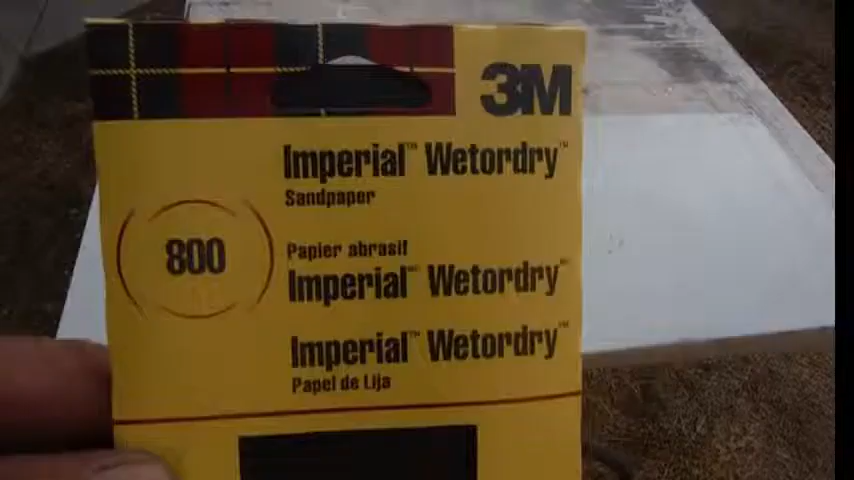 3M
Imperial™ Wetordry™
Sandpaper
800
Papier abrasif
Imperial™ Wetordry™
Imperial™ Wetordry™
Papel de Lija